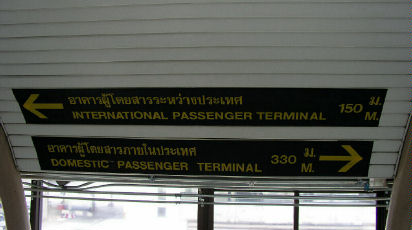 อาคารผู้โดยสารระหว่างประเทศ 150 ม.
INTERNATIONAL PASSENGER TERMINAL M.
อาคารผู้โดยสารภายในประเทศ 330 ม.
DOMESTIC PASSENGER TERMINAL M.